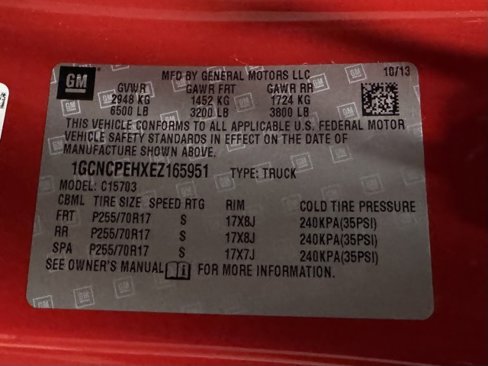 GM
MFD BY GENERAL MOTORS LLC 10/13
GVWR GAWR FRT GAWR RR
2948 KG 1452 KG 1724 KG
6500 LB 3200 LB 3800 LB
THIS VEHICLE CONFORMS TO ALL APPLICABLE U.S. FEDERAL MOTOR
VEHICLE SAFETY STANDARDS IN EFFECT ON THE DATE OF
MANUFACTURE SHOWN ABOVE.
1GCNCPEHXEZ165951 TYPE: TRUCK
MODEL: C15703
CBML TIRE SIZE SPEED RTG RIM COLD TIRE PRESSURE
FRT P255/70R17 S 17X8J 240KPA(35PSI)
RR P255/70R17 S 17X8J 240KPA(35PSI)
SPA P255/70R17 S 17X7J 240KPA(35PSI)
SEE OWNER'S MANUAL FOR MORE INFORMATION.